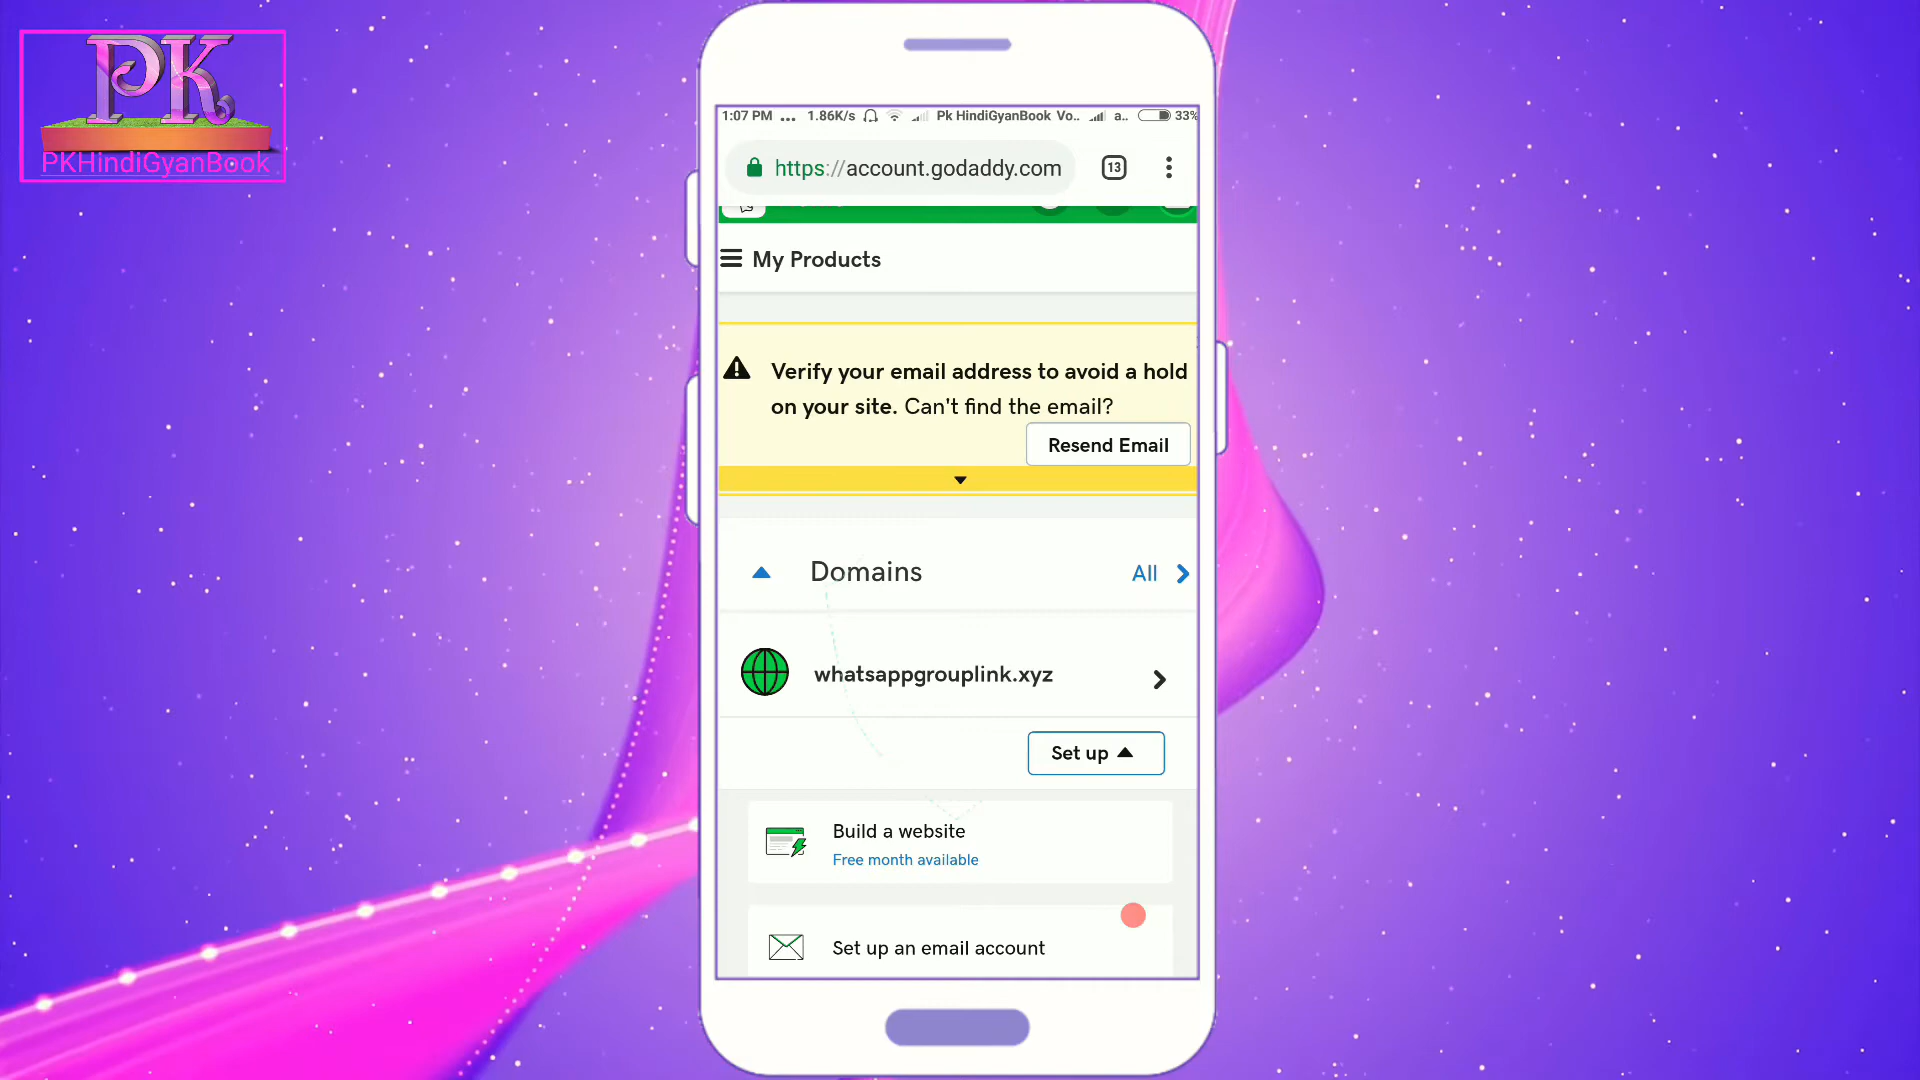 PK
PKHindiGyanBook
1:07 PM ... 1.86K/s Pk HindiGyanBook Vo.. a.. 33%
https://account.godaddy.com 13
My Products
Verify your email address to avoid a hold
on your site. Can't find the email?
Resend Email
Domains All
whatsappgrouplink.xyz
Set up
Build a website
Free month available
Set up an email account